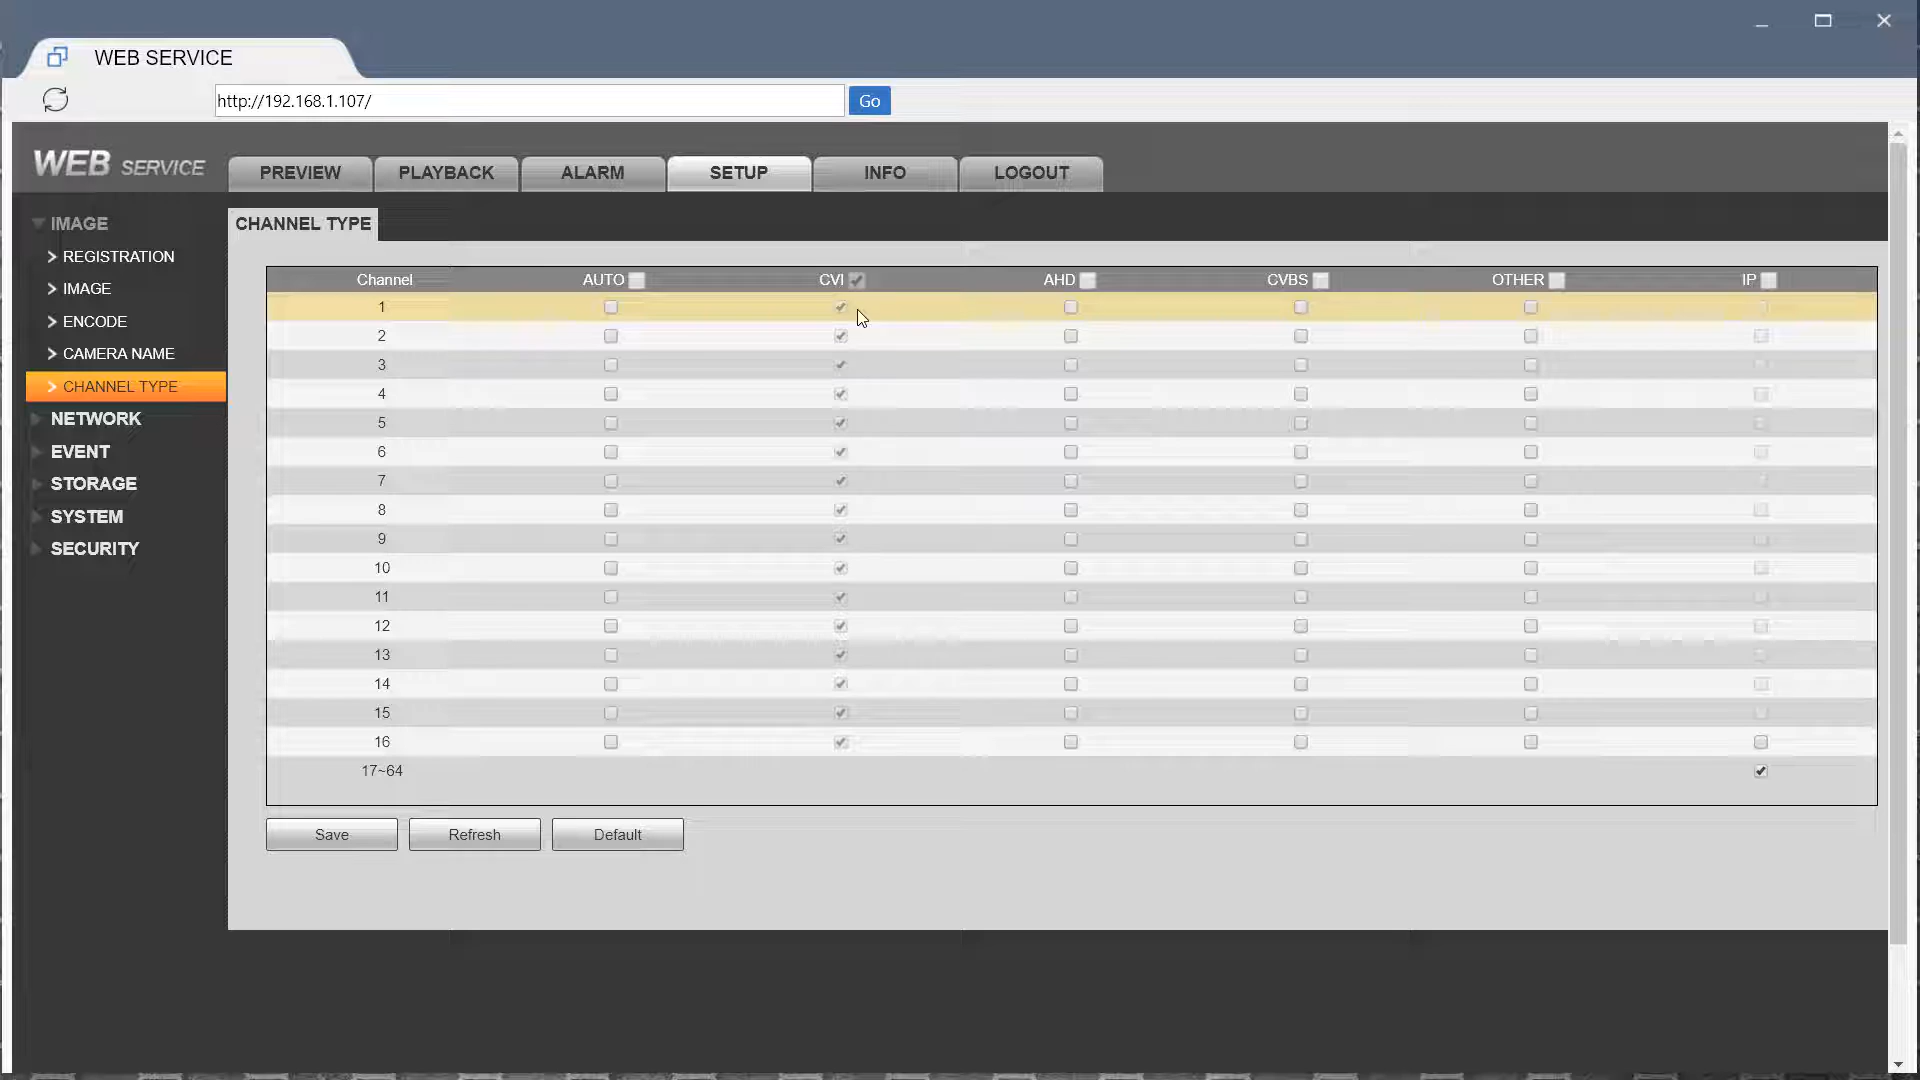 WEB SERVICE
http://192.168.1.107/ Go
WEB SERVICE
PREVIEW PLAYBACK ALARM SETUP INFO LOGOUT
IMAGE
REGISTRATION
IMAGE
ENCODE
CAMERA NAME
CHANNEL TYPE
NETWORK
EVENT
STORAGE
SYSTEM
SECURITY
CHANNEL TYPE
Channel AUTO CVI AHD CVBS OTHER IP
1
2
3
4
5
6
7
8
9
10
11
12
13
14
15
16
17~64
Save Refresh Default